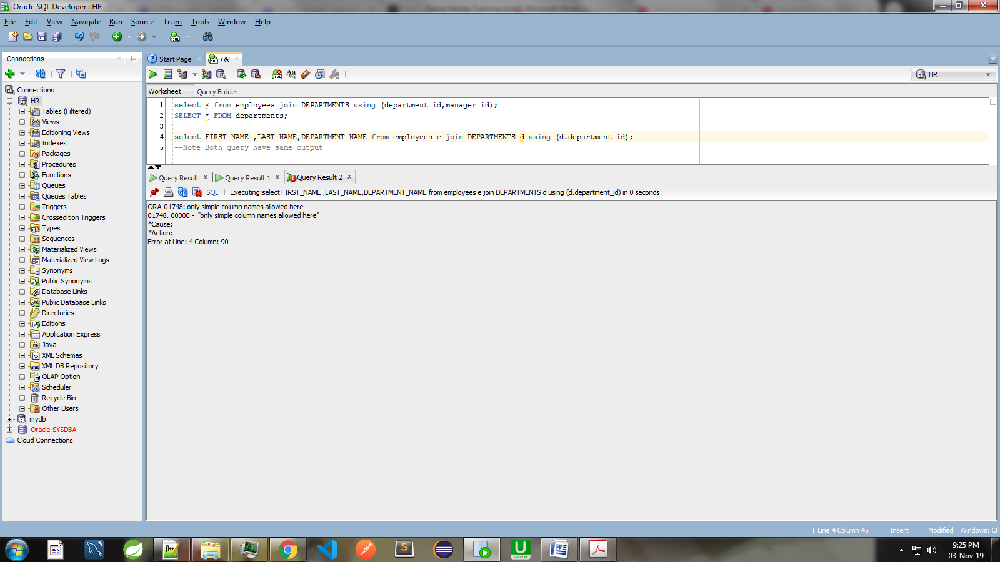 Oracle SQL Developer : HR
File Edit View Navigate Run Source Team Tools Window Help
Connections
Connections
HR
Tables (Filtered)
Views
Editioning Views
Indexes
Packages
Procedures
Functions
Queues
Queues Tables
Triggers
Crossedition Triggers
Types
Sequences
Materialized Views
Materialized View Logs
Synonyms
Public Synonyms
Database Links
Public Database Links
Directories
Editions
Application Express
Java
XML Schemas
XML DB Repository
OLAP Option
Scheduler
Recycle Bin
Other Users
mydb
Oracle-SYSDBA
Cloud Connections
Start Page HR
HR
Worksheet Query Builder
1 select * from employees join DEPARTMENTS using (department_id,manager_id);
2 SELECT * FROM departments;
3
4 select FIRST_NAME ,LAST_NAME,DEPARTMENT_NAME from employees e join DEPARTMENTS d using (d.department_id);
5 --Note Both query have same output
Query Result x Query Result 1 x Query Result 2 x
SQL | Executing:select FIRST_NAME ,LAST_NAME,DEPARTMENT_NAME from employees e join DEPARTMENTS d using (d.department_id) in 0 seconds
ORA-01748: only simple column names allowed here
01748. 00000 - "only simple column names allowed here"
*Cause:
*Action:
Error at Line: 4 Column: 90
| Line 4 Column 45 | Insert | Modified | Windows: CF
9:25 PM
03-Nov-19